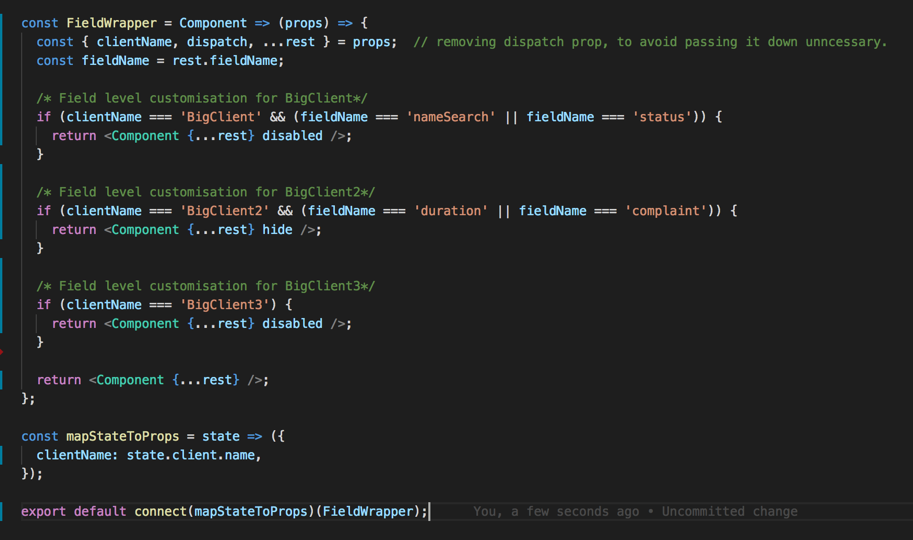 const FieldWrapper = Component => (props) => {
const { clientName, dispatch, ...rest } = props;  // removing dispatch prop, to avoid passing it down unncessary.
const fieldName = rest.fieldName;
/* Field level customisation for BigClient*/
if (clientName === 'BigClient' && (fieldName === 'nameSearch' || fieldName === 'status')) {
return <Component {...rest} disabled />;
}
/* Field level customisation for BigClient2*/
if (clientName === 'BigClient2' && (fieldName === 'duration' || fieldName === 'complaint')) {
return <Component {...rest} hide />;
}
/* Field level customisation for BigClient3*/
if (clientName === 'BigClient3') {
return <Component {...rest} disabled />;
}
return <Component {...rest} />;
};
const mapStateToProps = state => ({
clientName: state.client.name,
});
export default connect(mapStateToProps)(FieldWrapper); You, a few seconds ago • Uncommitted change